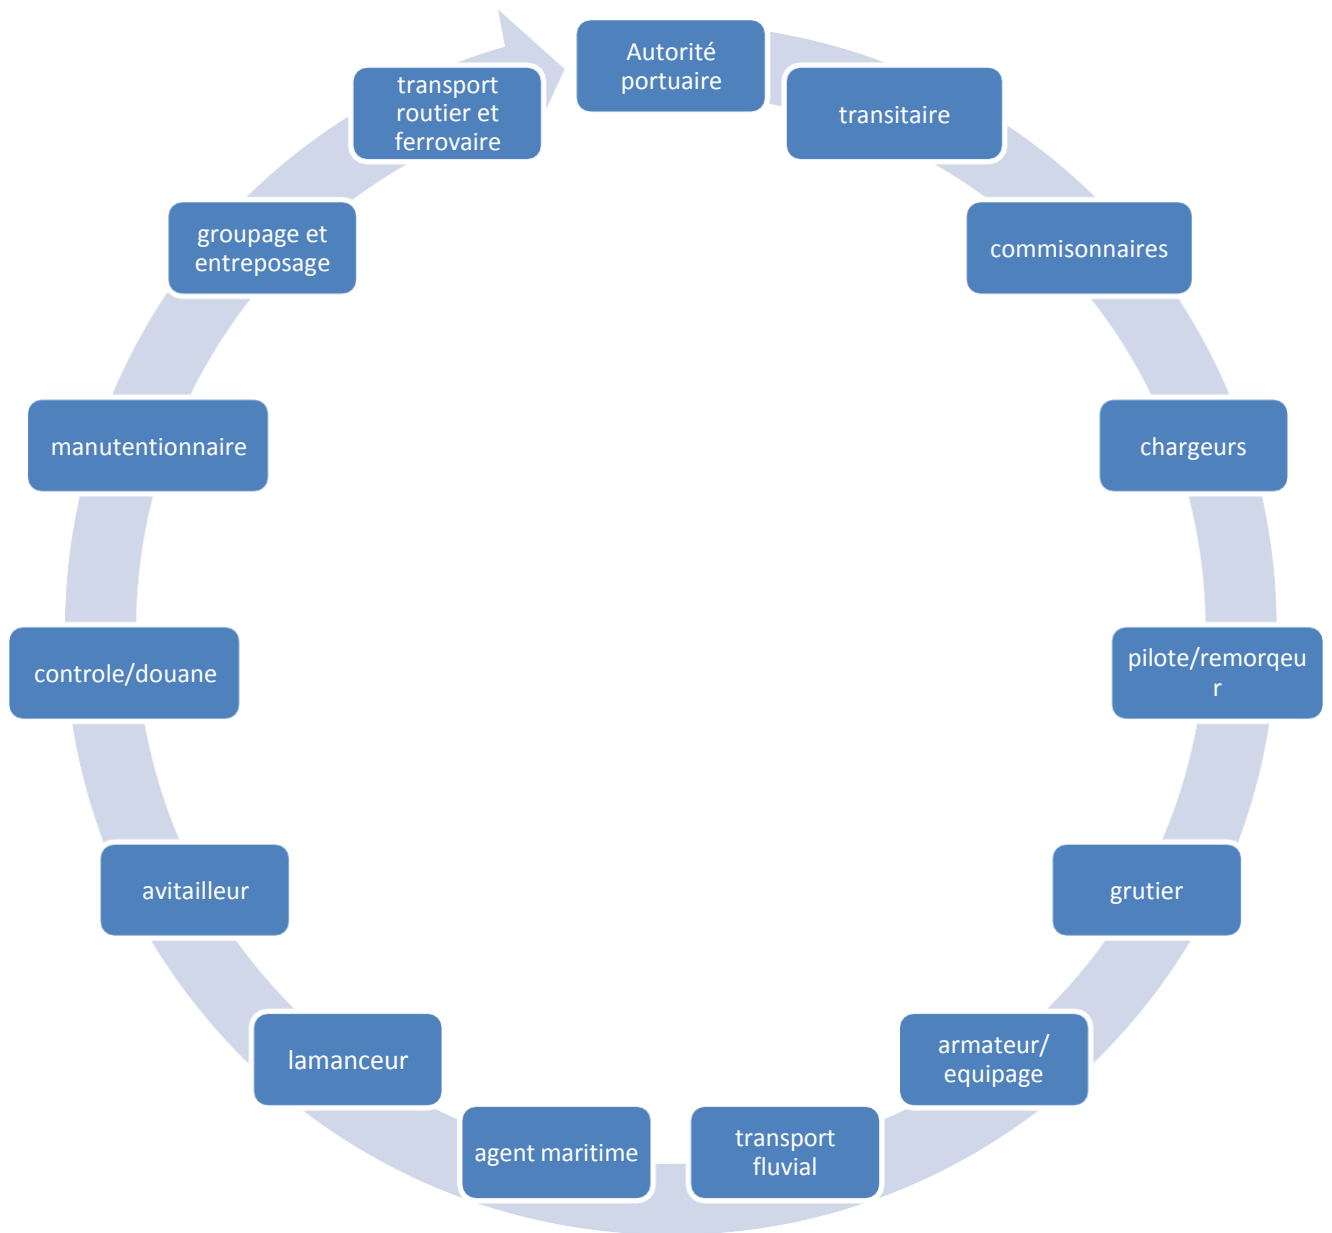 Autorité
portuaire
transitaire
commisonnaires
chargeurs
pilote/remorqeu
r
grutier
armateur/
equipage
transport
fluvial
agent maritime
lamanceur
avitailleur
controle/douane
manutentionnaire
groupage et
entreposage
transport
routier et
ferrovaire